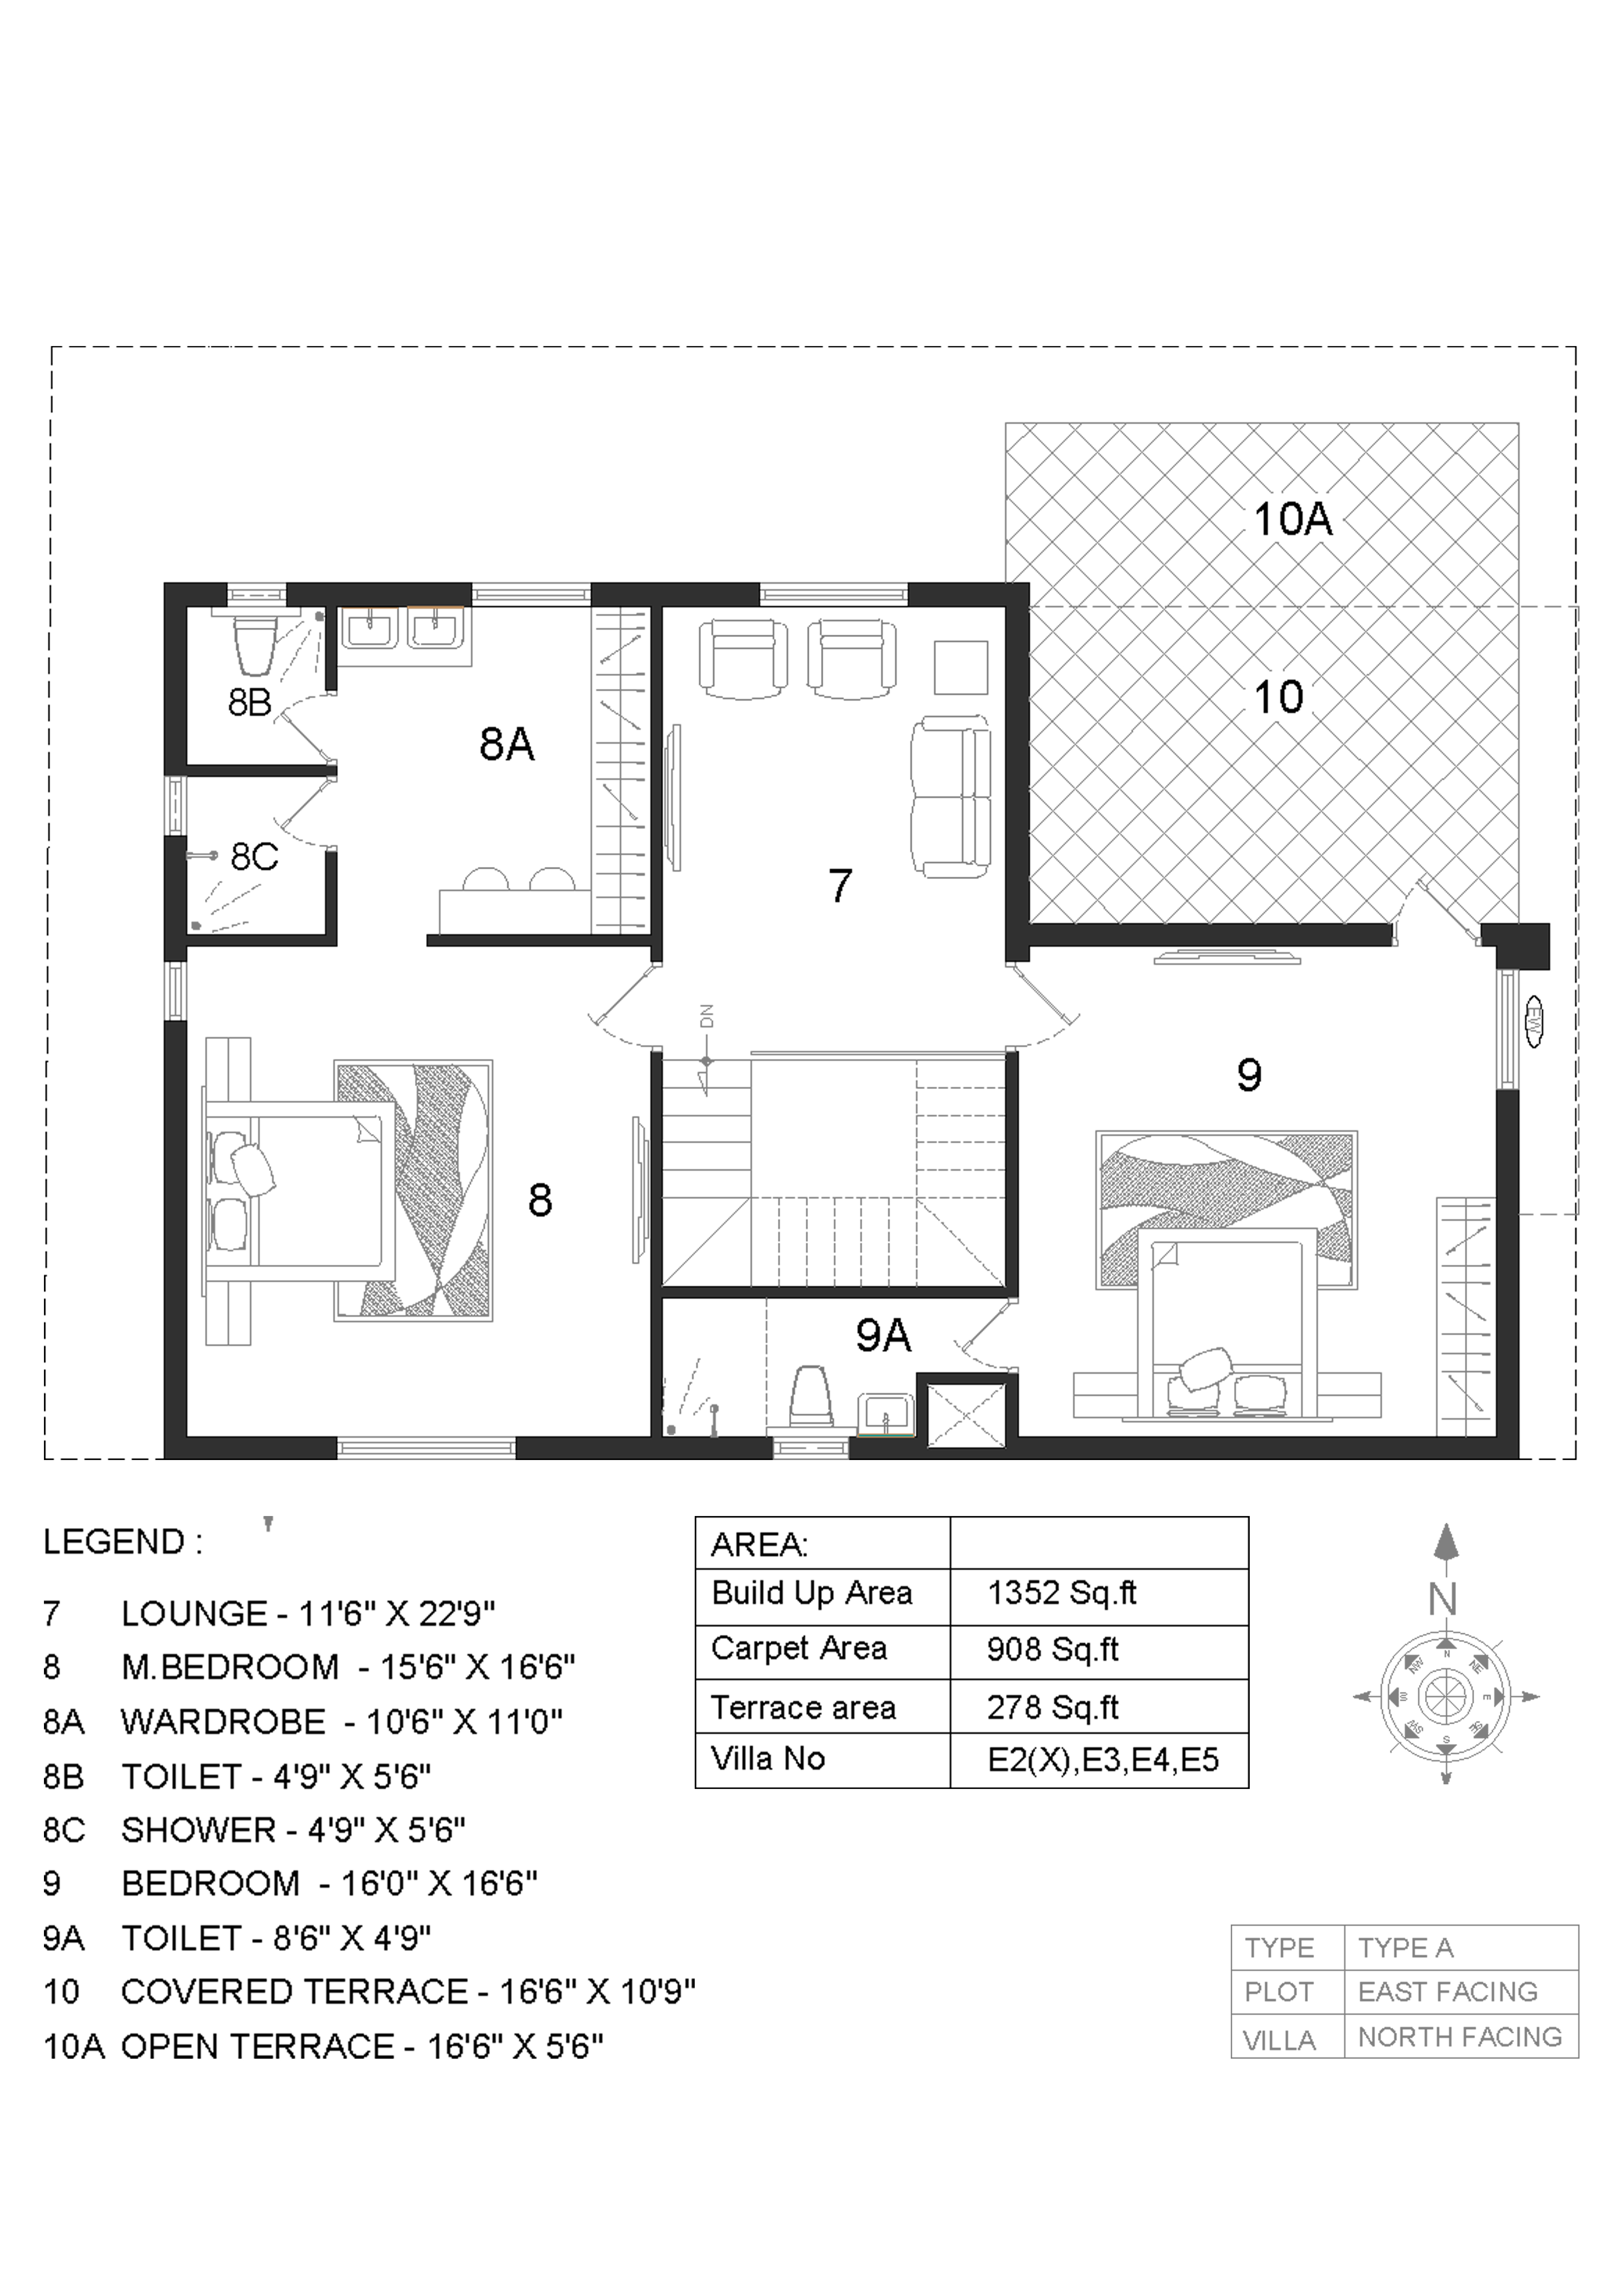 10A
8B
8A
10
8C
7
DN
EW
9
8
9A
LEGEND :
7 LOUNGE - 11'6" X 22'9"
8 M.BEDROOM - 15'6" X 16'6"
8A WARDROBE - 10'6" X 11'0"
8B TOILET - 4'9" X 5'6"
8C SHOWER - 4'9" X 5'6"
9 BEDROOM - 16'0" X 16'6"
9A TOILET - 8'6" X 4'9"
10 COVERED TERRACE - 16'6" X 10'9"
10A OPEN TERRACE - 16'6" X 5'6"
AREA:
Build Up Area 1352 Sq.ft
Carpet Area 908 Sq.ft
Terrace area 278 Sq.ft
Villa No E2(X),E3,E4,E5
N
N
NW NE
E
SW SE
S
TYPE TYPE A
PLOT EAST FACING
VILLA NORTH FACING